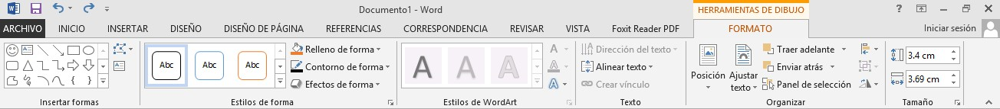 Documento1 - Word
HERRAMIENTAS DE DIBUJO
ARCHIVO INICIO INSERTAR DISEÑO DISEÑO DE PÁGINA REFERENCIAS CORRESPONDENCIA REVISAR VISTA Foxit Reader PDF FORMATO Iniciar sesión
Abc Abc Abc
Relleno de forma
Contorno de forma
Efectos de forma
A A A
A
A
A
Dirección del texto
Alinear texto
Crear vínculo
Posición
Ajustar texto
Traer adelante
Enviar atrás
Panel de selección
3.4 cm
3.69 cm
Insertar formas
Estilos de forma
Estilos de WordArt
Texto
Organizar
Tamaño